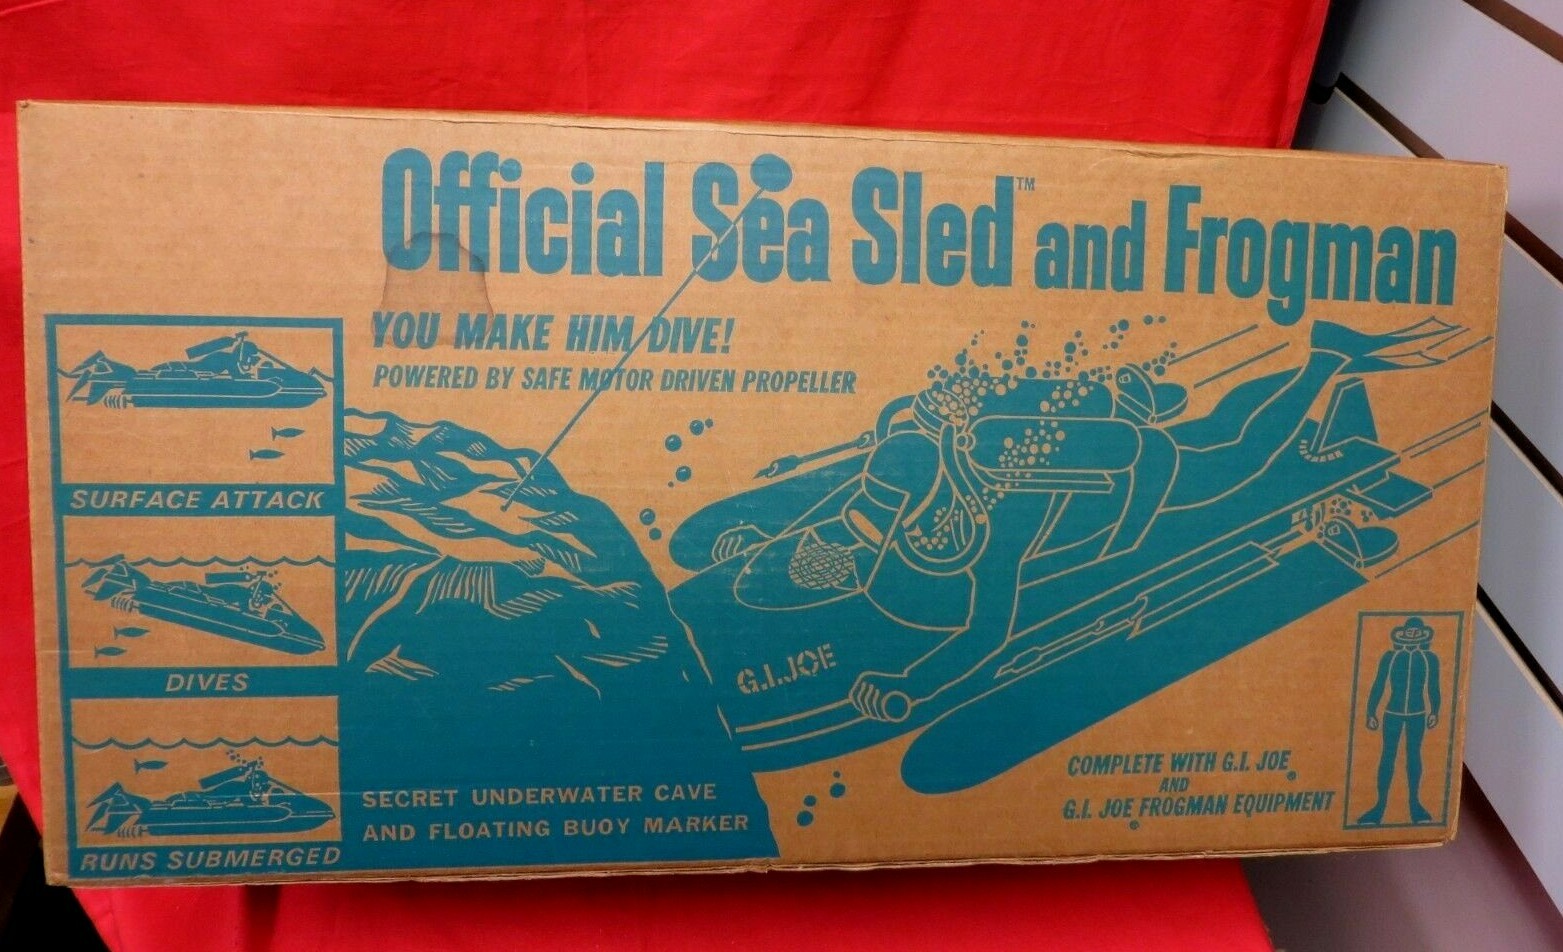 Official Sea Sled™ and Frogman
YOU MAKE HIM DIVE!
POWERED BY SAFE MOTOR DRIVEN PROPELLER
SURFACE ATTACK
DIVES
RUNS SUBMERGED
G.I.JOE
SECRET UNDERWATER CAVE
AND FLOATING BUOY MARKER
COMPLETE WITH G.I. JOE®
AND
G.I. JOE® FROGMAN EQUIPMENT